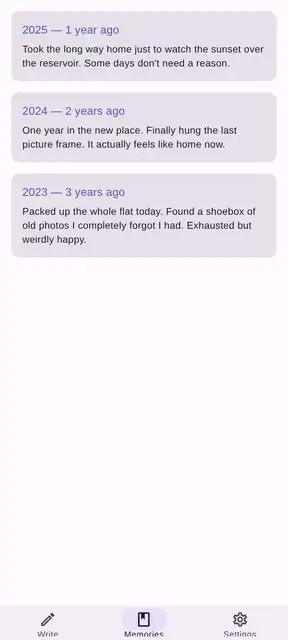 2025 — 1 year ago
Took the long way home just to watch the sunset over
the reservoir. Some days don't need a reason.
2024 — 2 years ago
One year in the new place. Finally hung the last
picture frame. It actually feels like home now.
2023 — 3 years ago
Packed up the whole flat today. Found a shoebox of
old photos I completely forgot I had. Exhausted but
weirdly happy.
Write
Memories
Settings